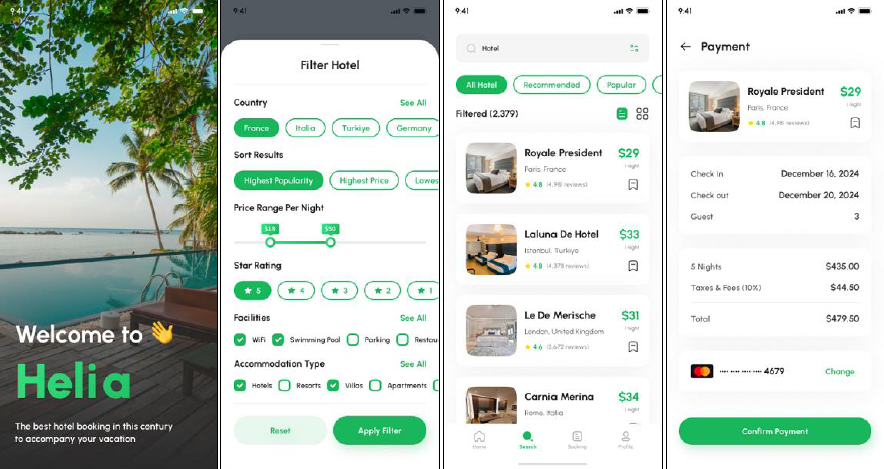 9:41
Welcome to
Helia
The best hotel booking in this century
to accompany your vacation
9:41
Filter Hotel
Country See All
France Italia Turkiye Germany
Sort Results
Highest Popularity Highest Price Lowes
Price Range Per Night
$18 $50
Star Rating
5 4 3 2 1
Facilities See All
Wifi Swimming Pool Parking Restau
Accommodation Type See All
Hotels Resorts Villas Apartments
Reset Apply Filter
9:41
Hotel
All Hotel Recommended Popular
Filtered (2,379)
Royale President $29
Paris, France / night
4.8 (4,981 reviews)
Laluna De Hotel $33
Istanbul, Turkiye / night
4.8 (4,378 reviews)
Le De Merische $31
London, United Kingdom / night
4.6 (3,672 reviews)
Carnia Merina $34
Rome, Italia / night
Home Search Booking Profile
9:41
Payment
Royale President $29
Paris, France / night
4.8 (4,981 reviews)
Check in December 16, 2024
Check out December 20, 2024
Guest 3
5 Nights $435.00
Taxes & Fees (10%) $44.50
Total $479.50
•••• •••• •••• 4679 Change
Confirm Payment